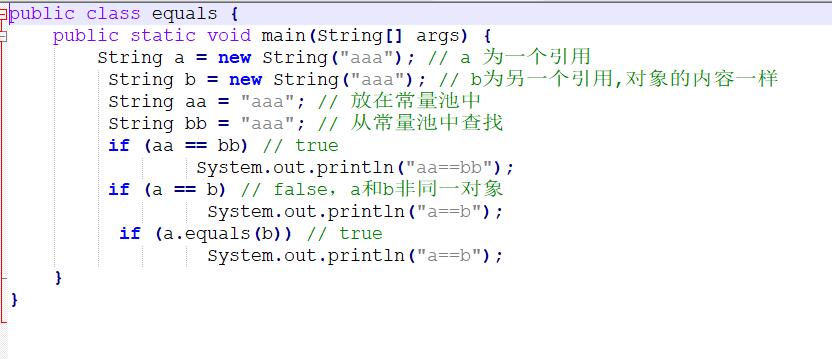 public class equals {
public static void main(String[] args) {
String a = new String("aaa"); // a 为一个引用
String b = new String("aaa"); // b为另一个引用,对象的内容一样
String aa = "aaa"; // 放在常量池中
String bb = "aaa"; // 从常量池中查找
if (aa == bb) // true
System.out.println("aa==bb");
if (a == b) // false，a和b非同一对象
System.out.println("a==b");
if (a.equals(b)) // true
System.out.println("a==b");
}
}